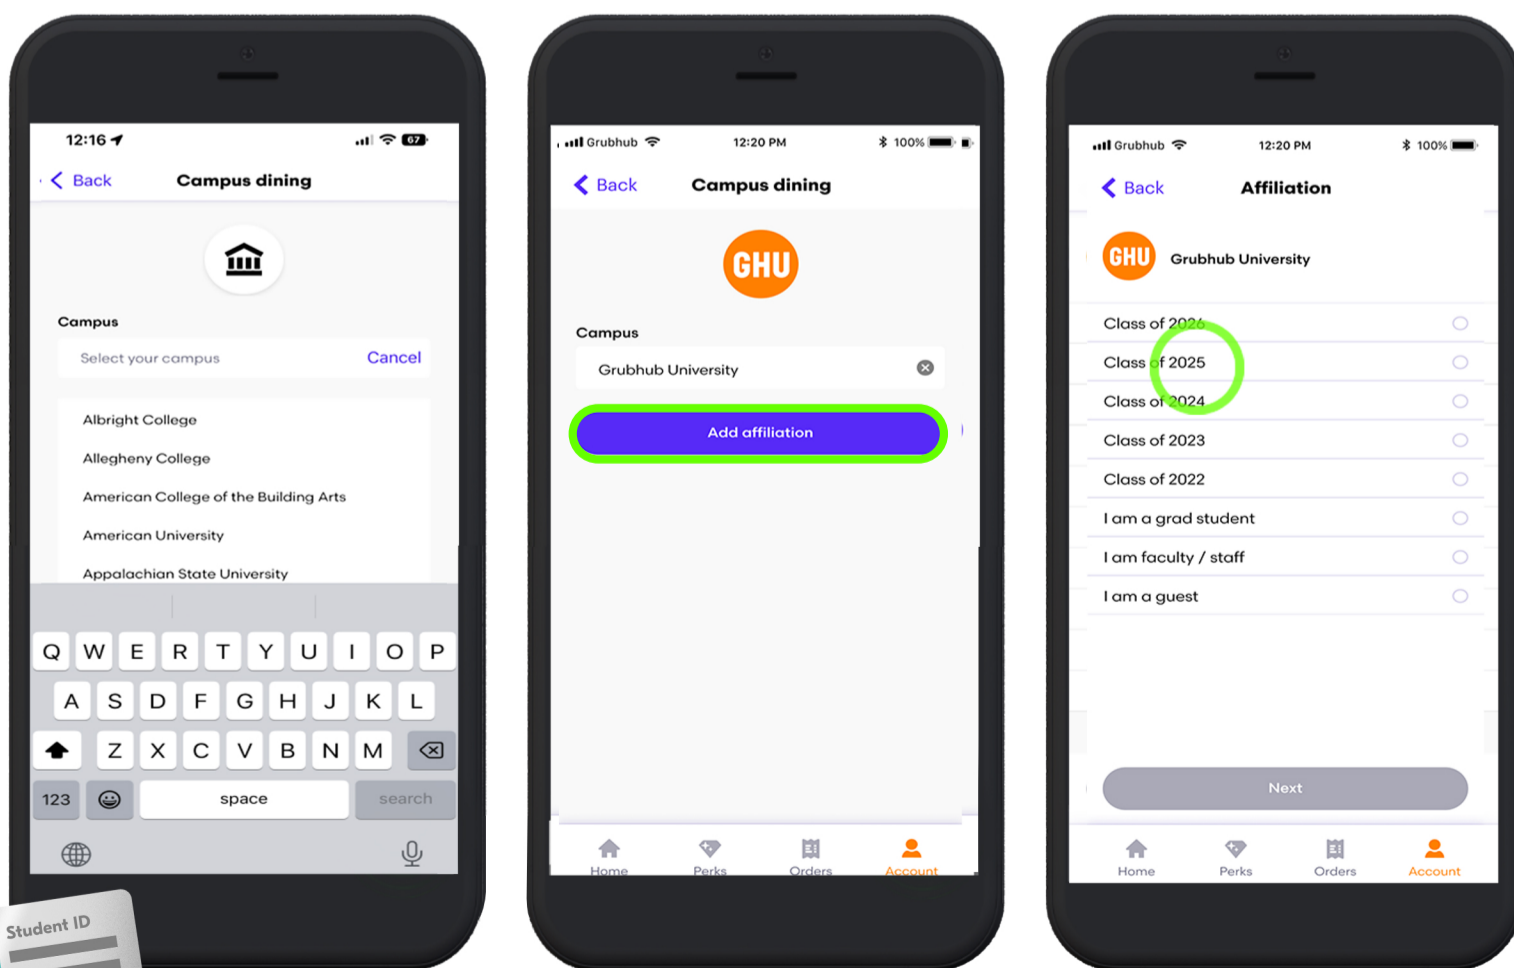 12:16
67
Back
Campus dining
Campus
Select your campus
Cancel
Albright College
Allegheny College
American College of the Building Arts
American University
Appalachian State University
Q W E R T Y U I O P
A S D F G H J K L
Z X C V B N M
123
space
search
Student ID
Grubhub
12:20 PM
100%
Back
Campus dining
GHU
Campus
Grubhub University
Add affiliation
Home
Perks
Orders
Account
Grubhub
12:20 PM
100%
Back
Affiliation
GHU
Grubhub University
Class of 2026
Class of 2025
Class of 2024
Class of 2023
Class of 2022
I am a grad student
I am faculty / staff
I am a guest
Next
Home
Perks
Orders
Account